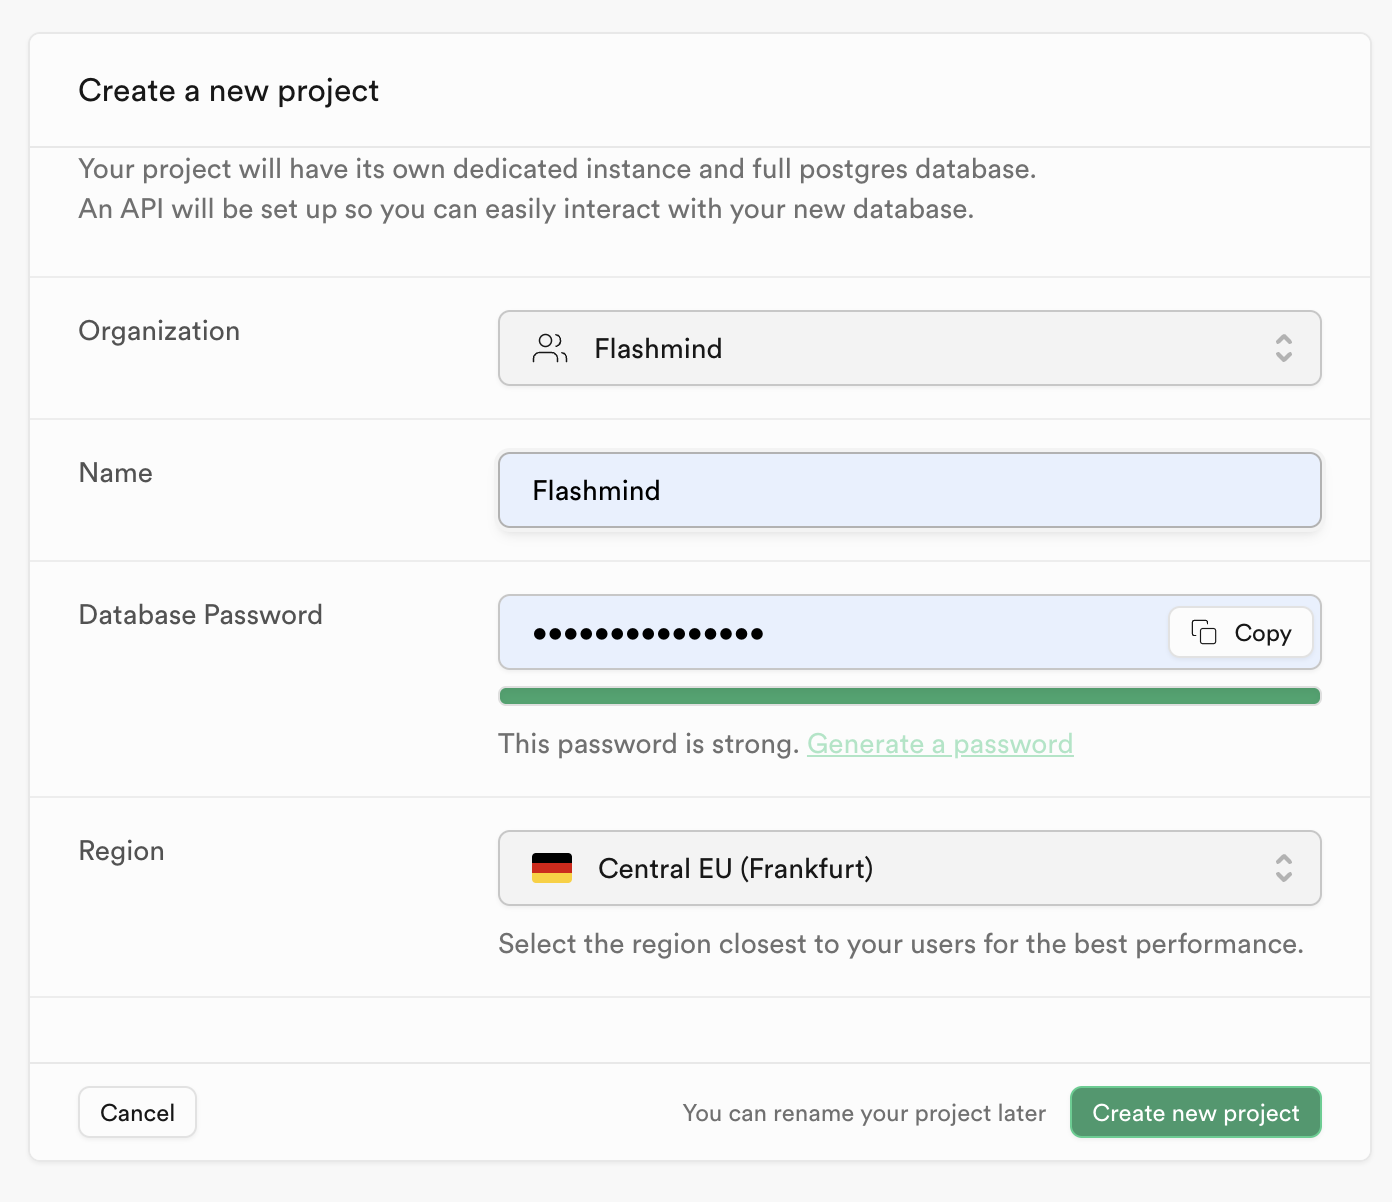 Create a new project
Your project will have its own dedicated instance and full postgres database.
An API will be set up so you can easily interact with your new database.
Organization
Flashmind
Name
Flashmind
Database Password
•••••••••••••••
Copy
This password is strong. Generate a password
Region
Central EU (Frankfurt)
Select the region closest to your users for the best performance.
Cancel
You can rename your project later
Create new project